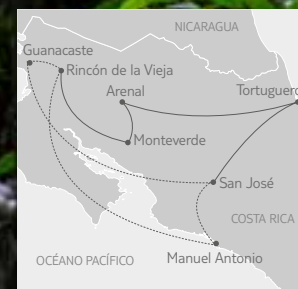 NICARAGUA
Guanacaste
Rincón de la Vieja
Arenal
Tortuguero
Monteverde
San José
COSTA RICA
OCÉANO PACÍFICO
Manuel Antonio